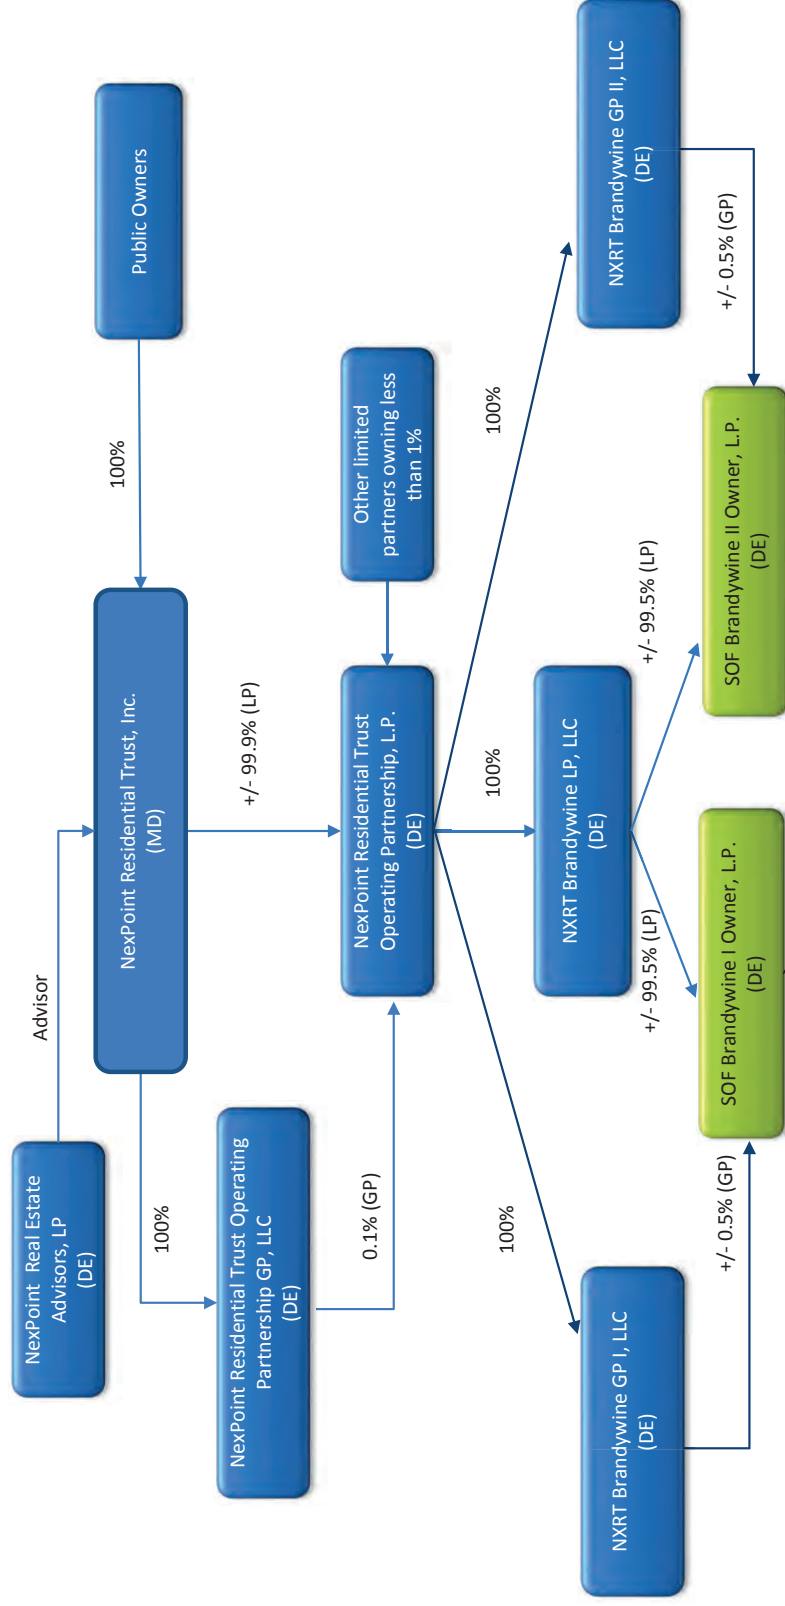 NexPoint  Real Estate
Advisors, LP
(DE)
Advisor
NexPoint Residential Trust, Inc.
(MD)
100%
Public Owners
100%
NexPoint Residential Trust Operating
Partnership GP, LLC
(DE)
+/- 99.9% (LP)
0.1% (GP)
NexPoint Residential Trust
Operating Partnership, L.P.
(DE)
Other limited
partners owning less
than 1%
100%
100%
100%
NXRT Brandywine GP I, LLC
(DE)
NXRT Brandywine LP, LLC
(DE)
NXRT Brandywine GP II, LLC
(DE)
+/- 99.5% (LP)
+/- 99.5% (LP)
+/- 0.5% (GP)
+/- 0.5% (GP)
SOF Brandywine I Owner, L.P.
(DE)
SOF Brandywine II Owner, L.P.
(DE)